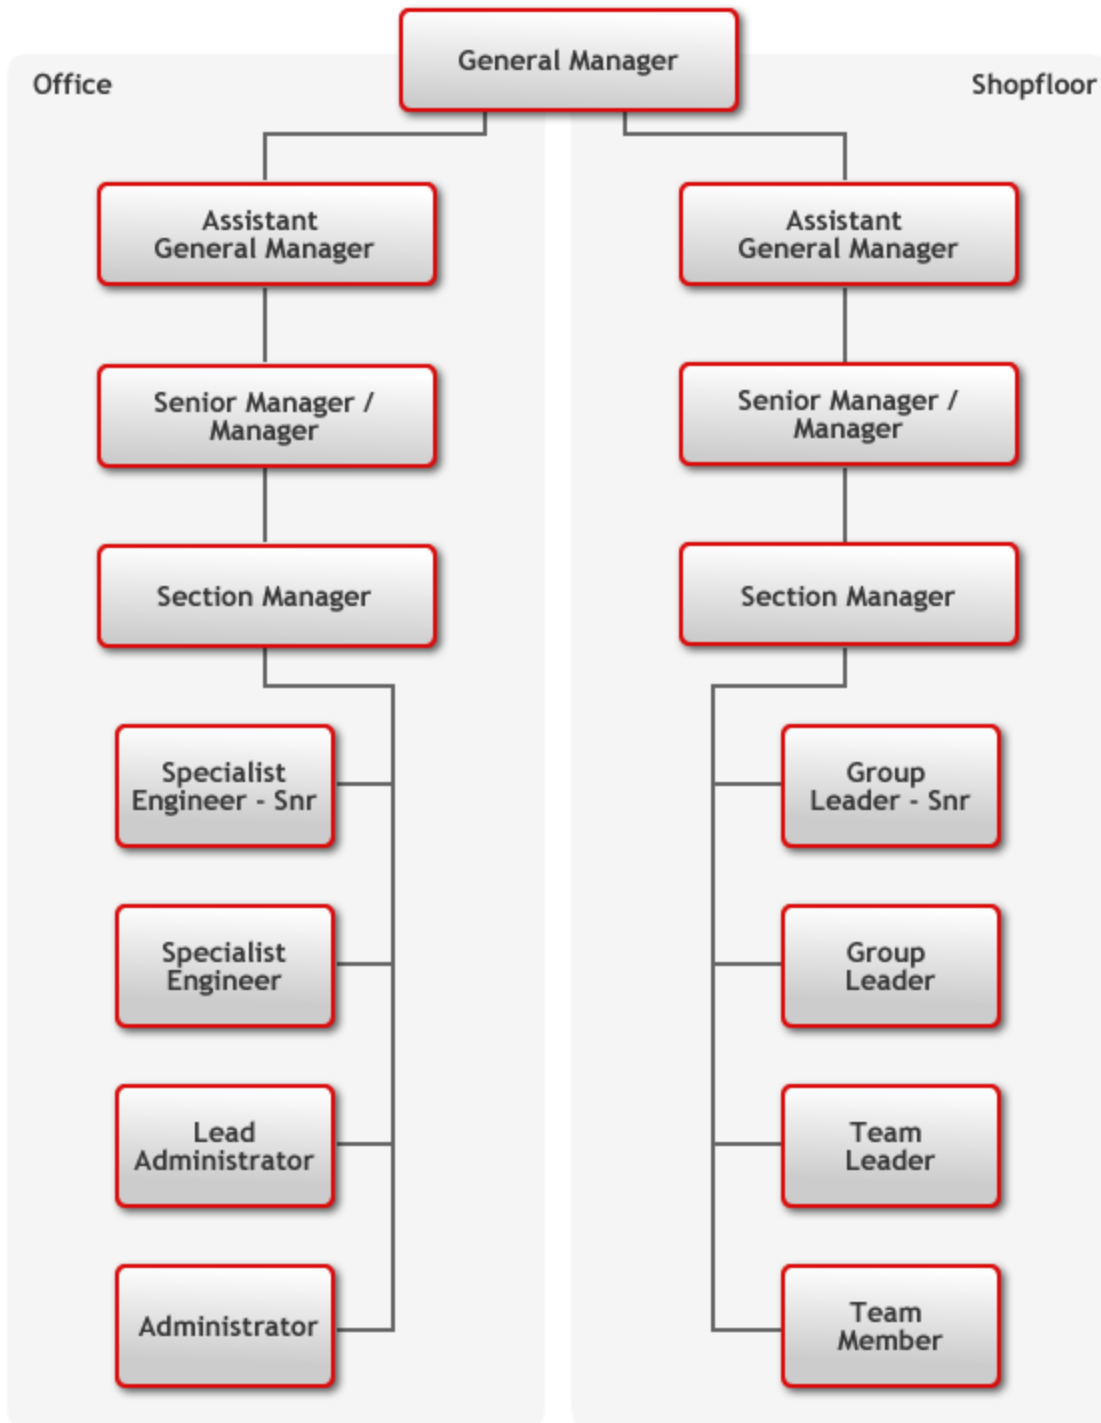 General Manager
Office
Shopfloor
Assistant
General Manager
Assistant
General Manager
Senior Manager /
Manager
Senior Manager /
Manager
Section Manager
Section Manager
Specialist
Engineer - Snr
Group
Leader - Snr
Specialist
Engineer
Group
Leader
Lead
Administrator
Team
Leader
Administrator
Team
Member